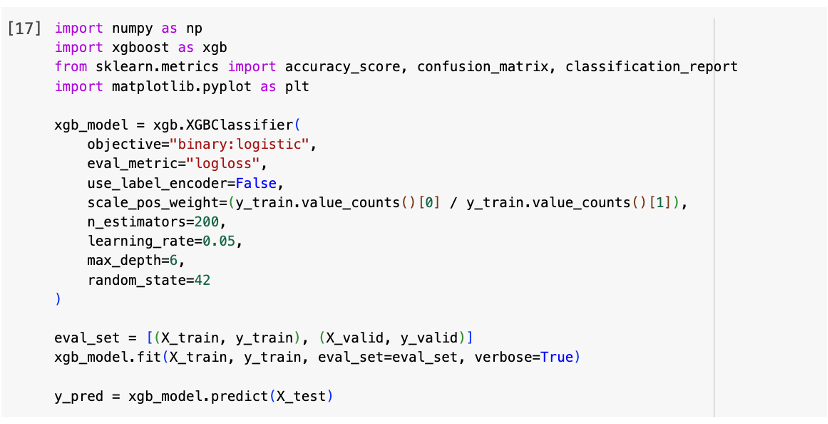 [17] import numpy as np
import xgboost as xgb
from sklearn.metrics import accuracy_score, confusion_matrix, classification_report
import matplotlib.pyplot as plt

xgb_model = xgb.XGBClassifier(
    objective="binary:logistic",
    eval_metric="logloss",
    use_label_encoder=False,
    scale_pos_weight=(y_train.value_counts()[0] / y_train.value_counts()[1]),
    n_estimators=200,
    learning_rate=0.05,
    max_depth=6,
    random_state=42
)

eval_set = [(X_train, y_train), (X_valid, y_valid)]
xgb_model.fit(X_train, y_train, eval_set=eval_set, verbose=True)

y_pred = xgb_model.predict(X_test)